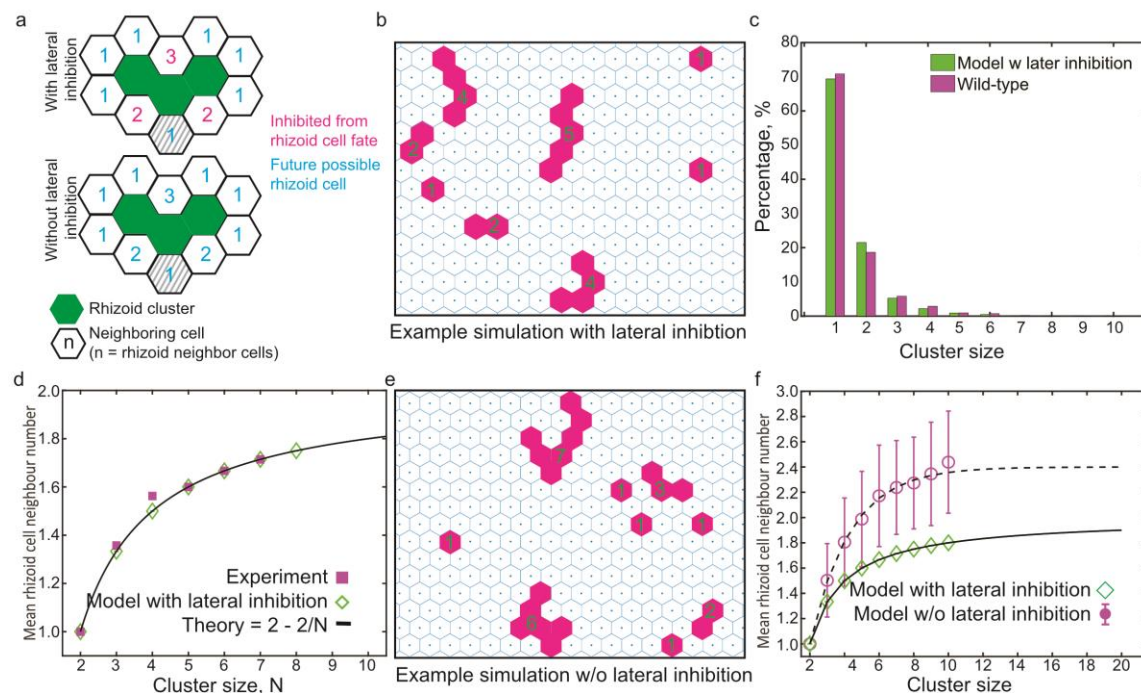 a
With lateral
inhibition
1 1
1 3 1
1 1
2 2
1
Inhibited from
rhizoid cell fate
Future possible
rhizoid cell
Without lateral
inhibition
1 1
1 3 1
1 1
2 2
1
Rhizoid cluster
n
Neighboring cell
(n = rhizoid neighbor cells)
b
1
4
5
2
1
1
2
4
Example simulation with lateral inhibtion
c
Percentage, %
80
70
60
50
40
30
20
10
0
Model w later inhibition
Wild-type
1 2 3 4 5 6 7 8 9 10
Cluster size
d
Mean rhizoid cell neighbour number
2.0
1.8
1.6
1.4
1.2
1.0
Experiment
Model with lateral inhibition
Theory = 2 - 2/N
2 3 4 5 6 7 8 9 10
Cluster size, N
e
7
1
1
1
1
2
1
Example simulation w/o lateral inhibition
f
Mean rhizoid cell neighbour number
3.0
2.8
2.6
2.4
2.2
2.0
1.8
1.6
1.4
1.2
1.0
Model with lateral inhibition
Model w/o lateral inhibition
2 4 6 8 10 12 14 16 18 20
Cluster size